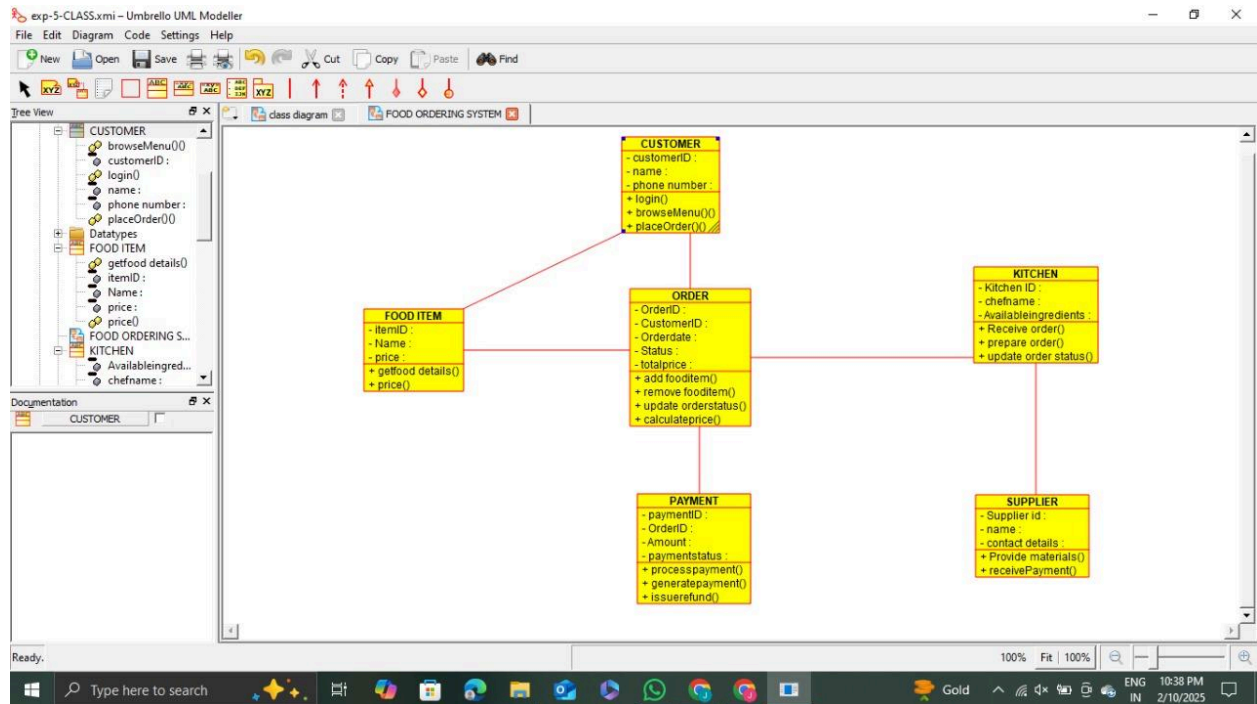 exp-5-CLASS.xmi – Umbrello UML Modeller
File Edit Diagram Code Settings Help
New Open Save Cut Copy Paste Find
Tree View
class diagram
FOOD ORDERING SYSTEM
CUSTOMER
browseMenu()()
customerID :
login()
name :
phone number :
placeOrder()()
Datatypes
FOOD ITEM
getfood details()
itemID :
Name :
price :
price()
FOOD ORDERING S...
KITCHEN
Availableingred...
chefname :
Documentation
CUSTOMER
CUSTOMER
- customerID :
- name :
- phone number :
+ login()
+ browseMenu()()
+ placeOrder()()
FOOD ITEM
- itemID :
- Name :
- price :
+ getfood details()
+ price()
ORDER
- OrderID :
- CustomerID :
- Orderdate :
- Status :
- totalprice :
+ add fooditem()
+ remove fooditem()
+ update orderstatus()
+ calculateprice()
KITCHEN
- Kitchen ID :
- chefname :
- Availableingredients :
+ Receive order()
+ prepare order()
+ update order status()
PAYMENT
- paymentID :
- OrderID :
- Amount :
- paymentstatus :
+ processpayment()
+ generatepayment()
+ issuerefund()
SUPPLIER
- Supplier id :
- name :
- contact details :
+ Provide materials()
+ receivePayment()
Ready.
100% Fit 100%
Type here to search
Gold
ENG
IN
10:38 PM
2/10/2025